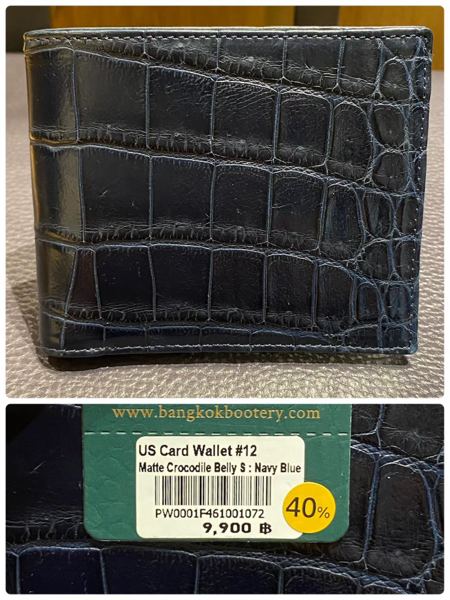 www.bangkokbootery.com
US Card Wallet #12
Matte Crocodile Belly S : Navy Blue
PW0001F461001072
9,900 ฿
40%